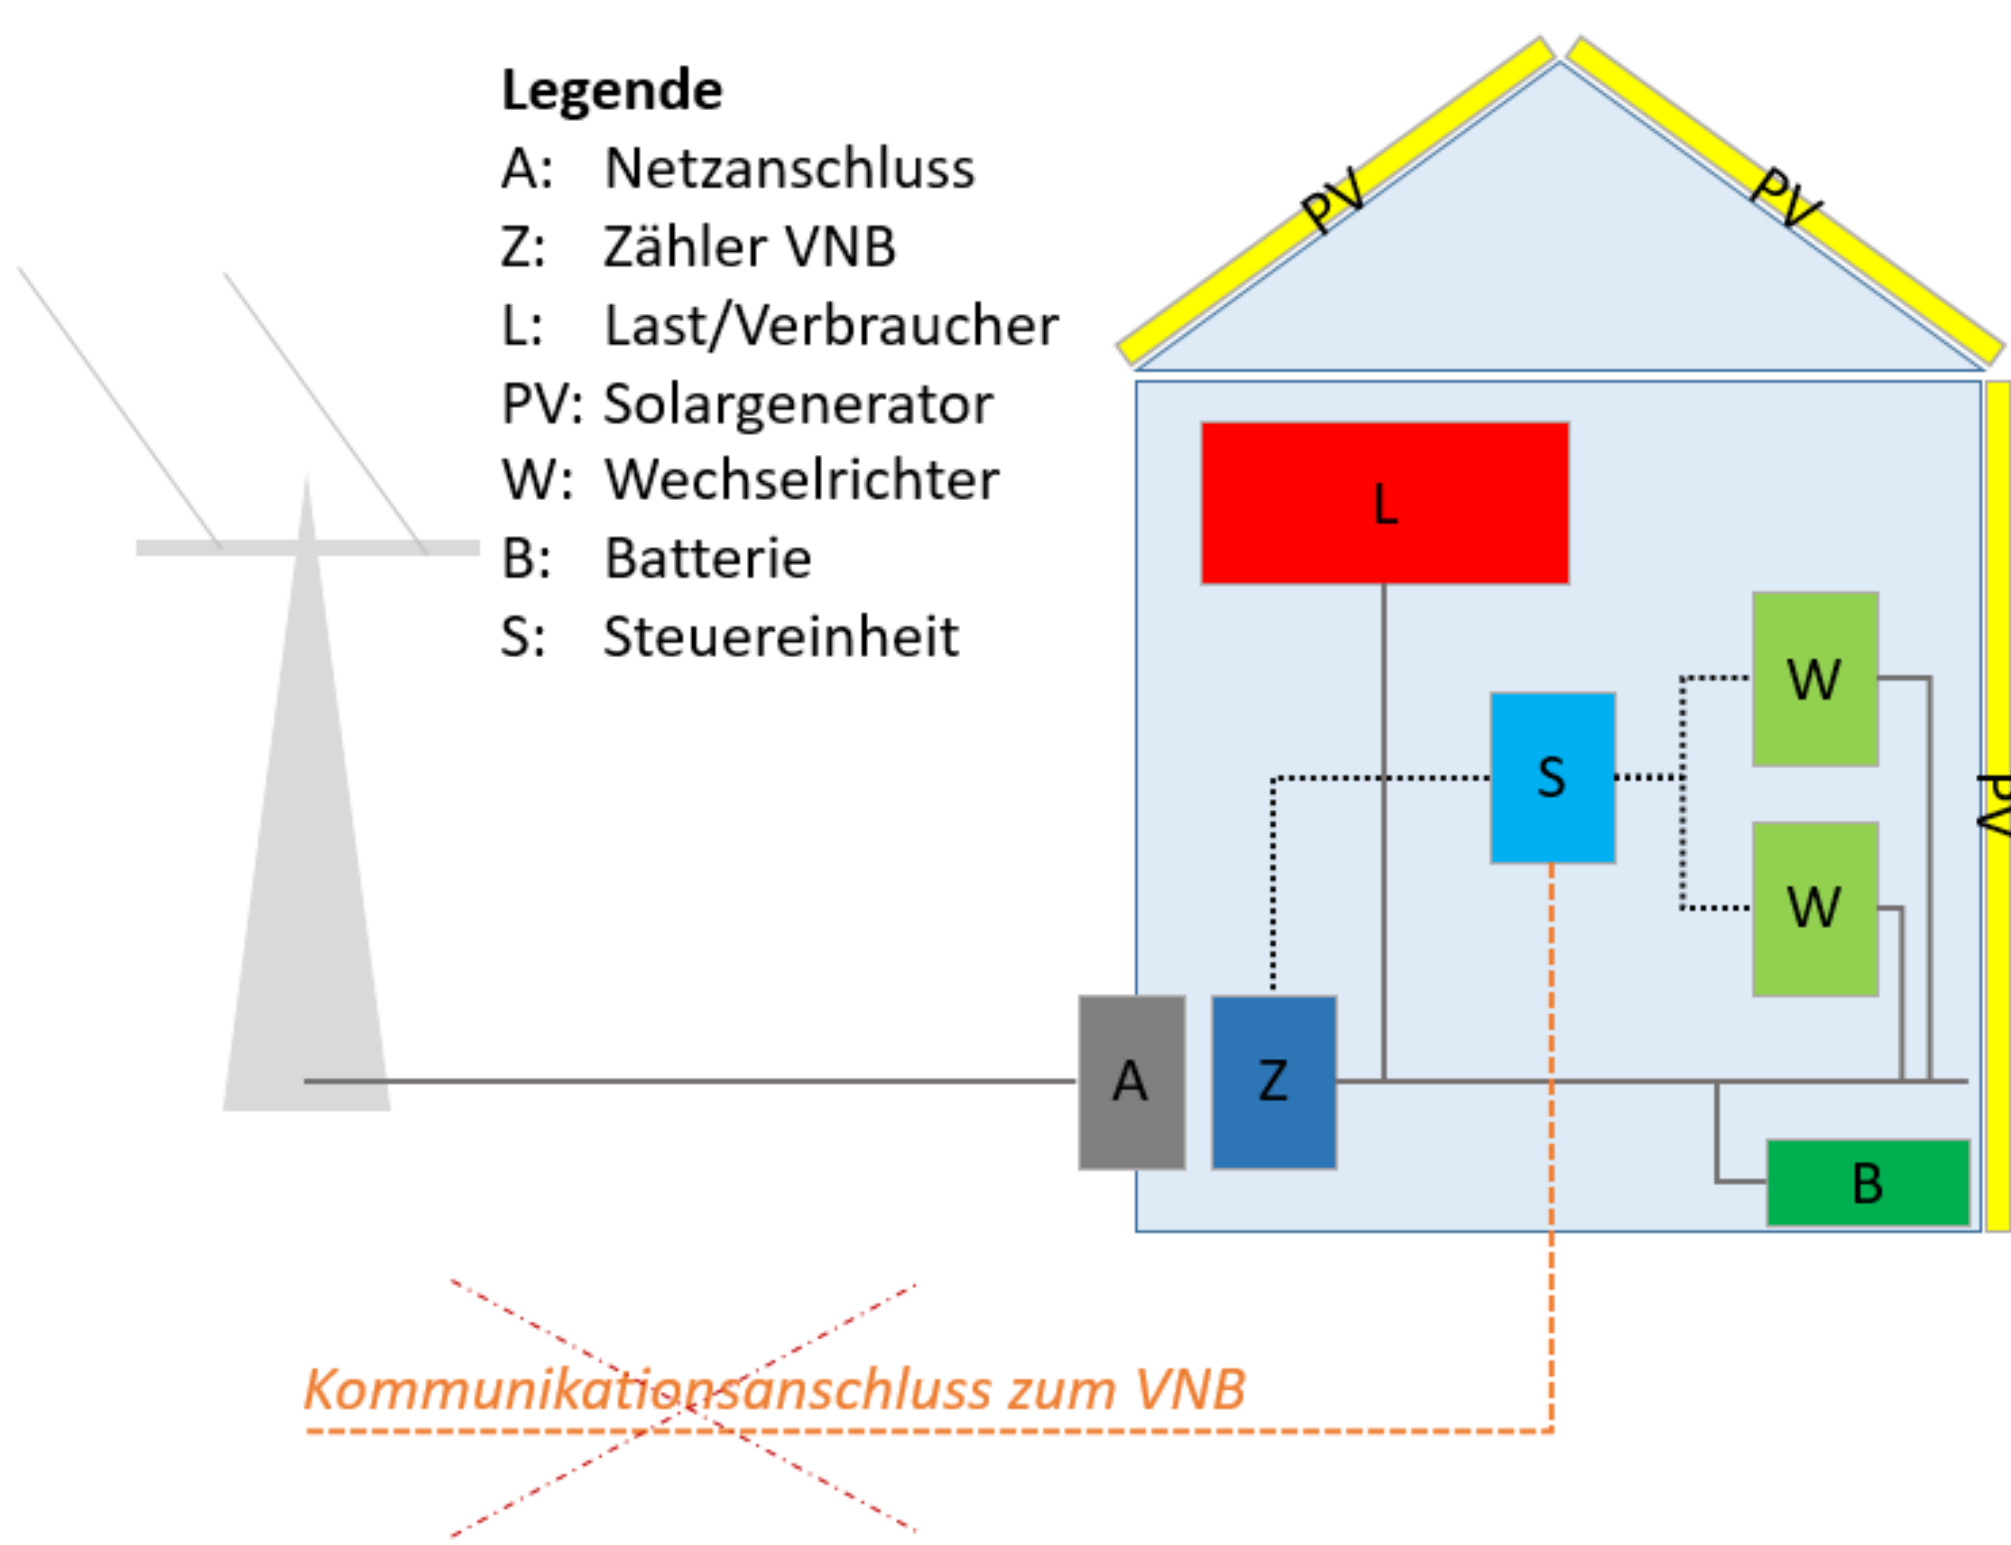 Legende
A: Netzanschluss
Z: Zähler VNB
L: Last/Verbraucher
PV: Solargenerator
W: Wechselrichter
B: Batterie
S: Steuereinheit
PV
PV
L
W
S
PV
W
A
Z
B
Kommunikationsanschluss zum VNB